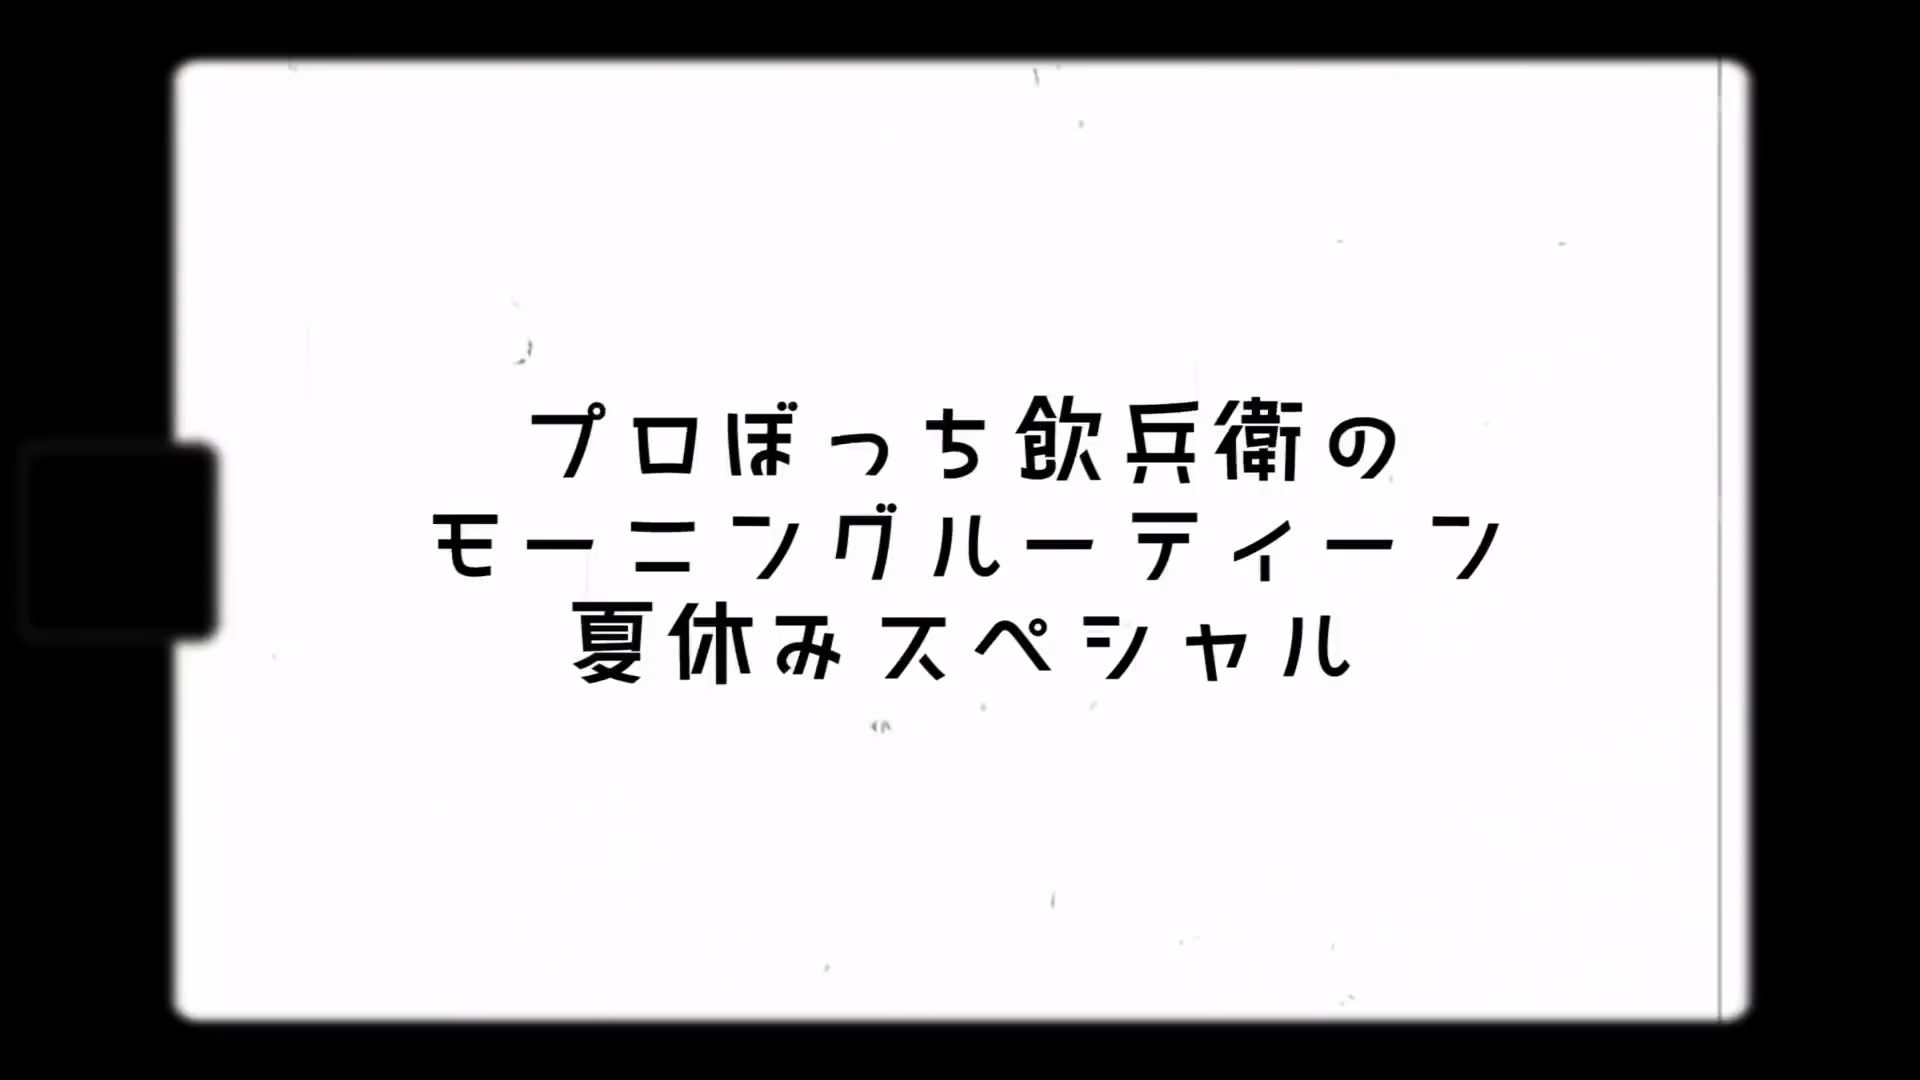 プロぼっち飲兵衛の
モーニングルーティーン
夏休みスペシャル